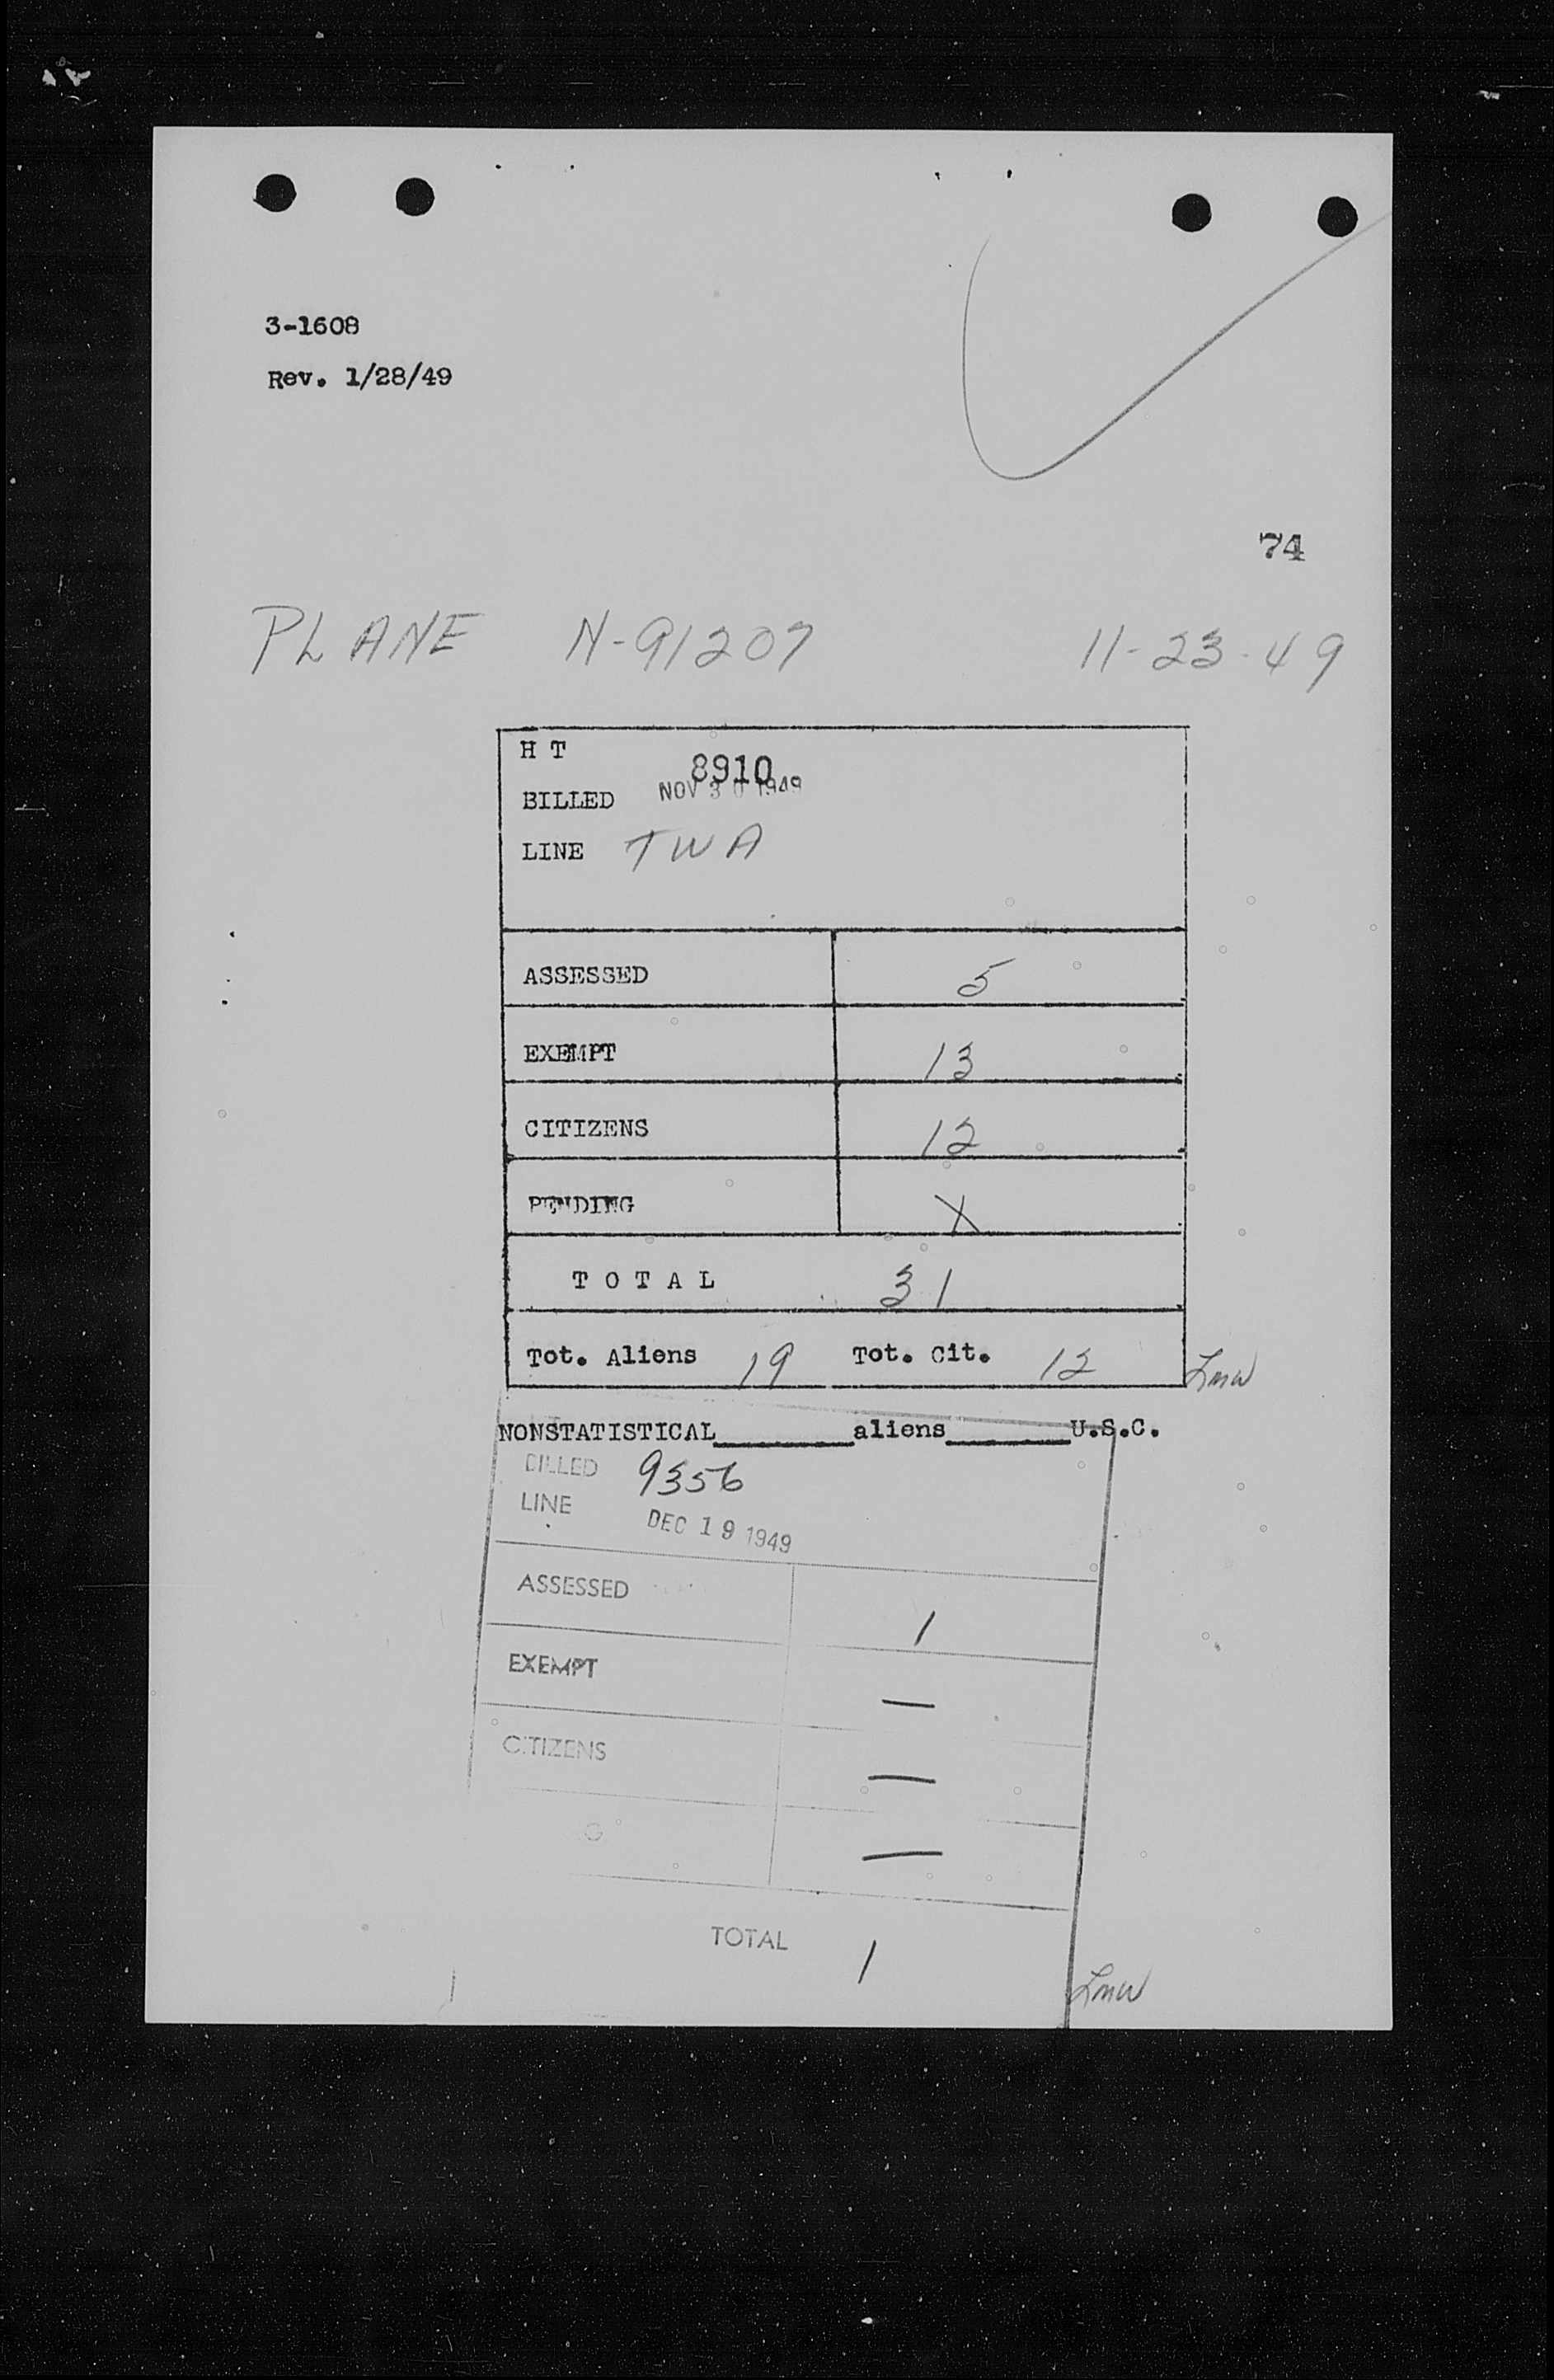 3-1608
Rev. 1/28/49
74
PLANE N-91207 11-23-49
H T
8910
BILLED NOV 30 1949
LINE TWA
ASSESSED 5
EXEMPT 13
CITIZENS 12
PENDING X
TOTAL 31
Tot. Aliens 19 Tot. Cit. 12 Lmw
NONSTATISTICAL________aliens_______U.S.C.
BILLED 9356
LINE
DEC 19 1949
ASSESSED 1
EXEMPT —
CITIZENS —
G —
TOTAL 1
Lmw